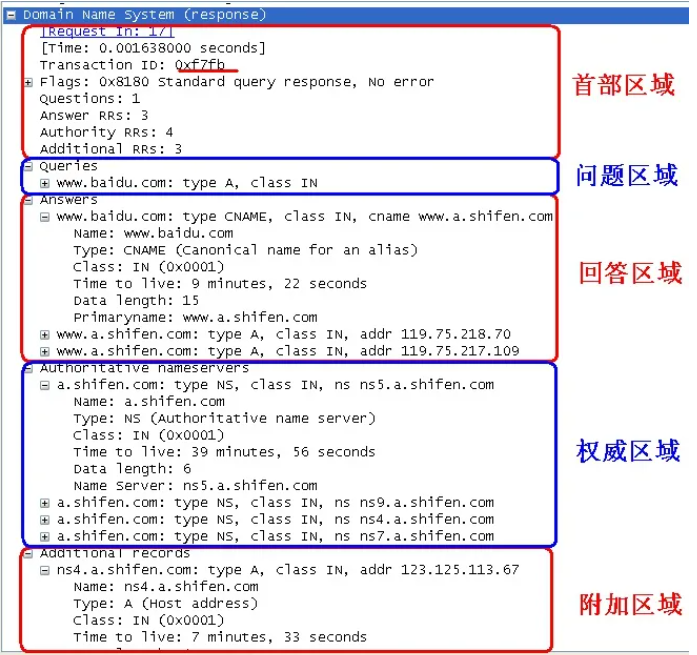 Domain Name System (response)
[Request In: 17]
[Time: 0.001638000 seconds]
Transaction ID: 0xf7fb
Flags: 0x8180 Standard query response, No error
Questions: 1
Answer RRs: 3
Authority RRs: 4
Additional RRs: 3
首部区域
Queries
www.baidu.com: type A, class IN
问题区域
Answers
www.baidu.com: type CNAME, class IN, cname www.a.shifen.com
Name: www.baidu.com
Type: CNAME (Canonical name for an alias)
Class: IN (0x0001)
Time to live: 9 minutes, 22 seconds
Data length: 15
Primaryname: www.a.shifen.com
www.a.shifen.com: type A, class IN, addr 119.75.218.70
www.a.shifen.com: type A, class IN, addr 119.75.217.109
回答区域
Authoritative nameservers
a.shifen.com: type NS, class IN, ns ns5.a.shifen.com
Name: a.shifen.com
Type: NS (Authoritative name server)
Class: IN (0x0001)
Time to live: 39 minutes, 56 seconds
Data length: 6
Name Server: ns5.a.shifen.com
a.shifen.com: type NS, class IN, ns ns9.a.shifen.com
a.shifen.com: type NS, class IN, ns ns4.a.shifen.com
a.shifen.com: type NS, class IN, ns ns7.a.shifen.com
权威区域
Additional records
ns4.a.shifen.com: type A, class IN, addr 123.125.113.67
Name: ns4.a.shifen.com
Type: A (Host address)
Class: IN (0x0001)
Time to live: 7 minutes, 33 seconds
附加区域